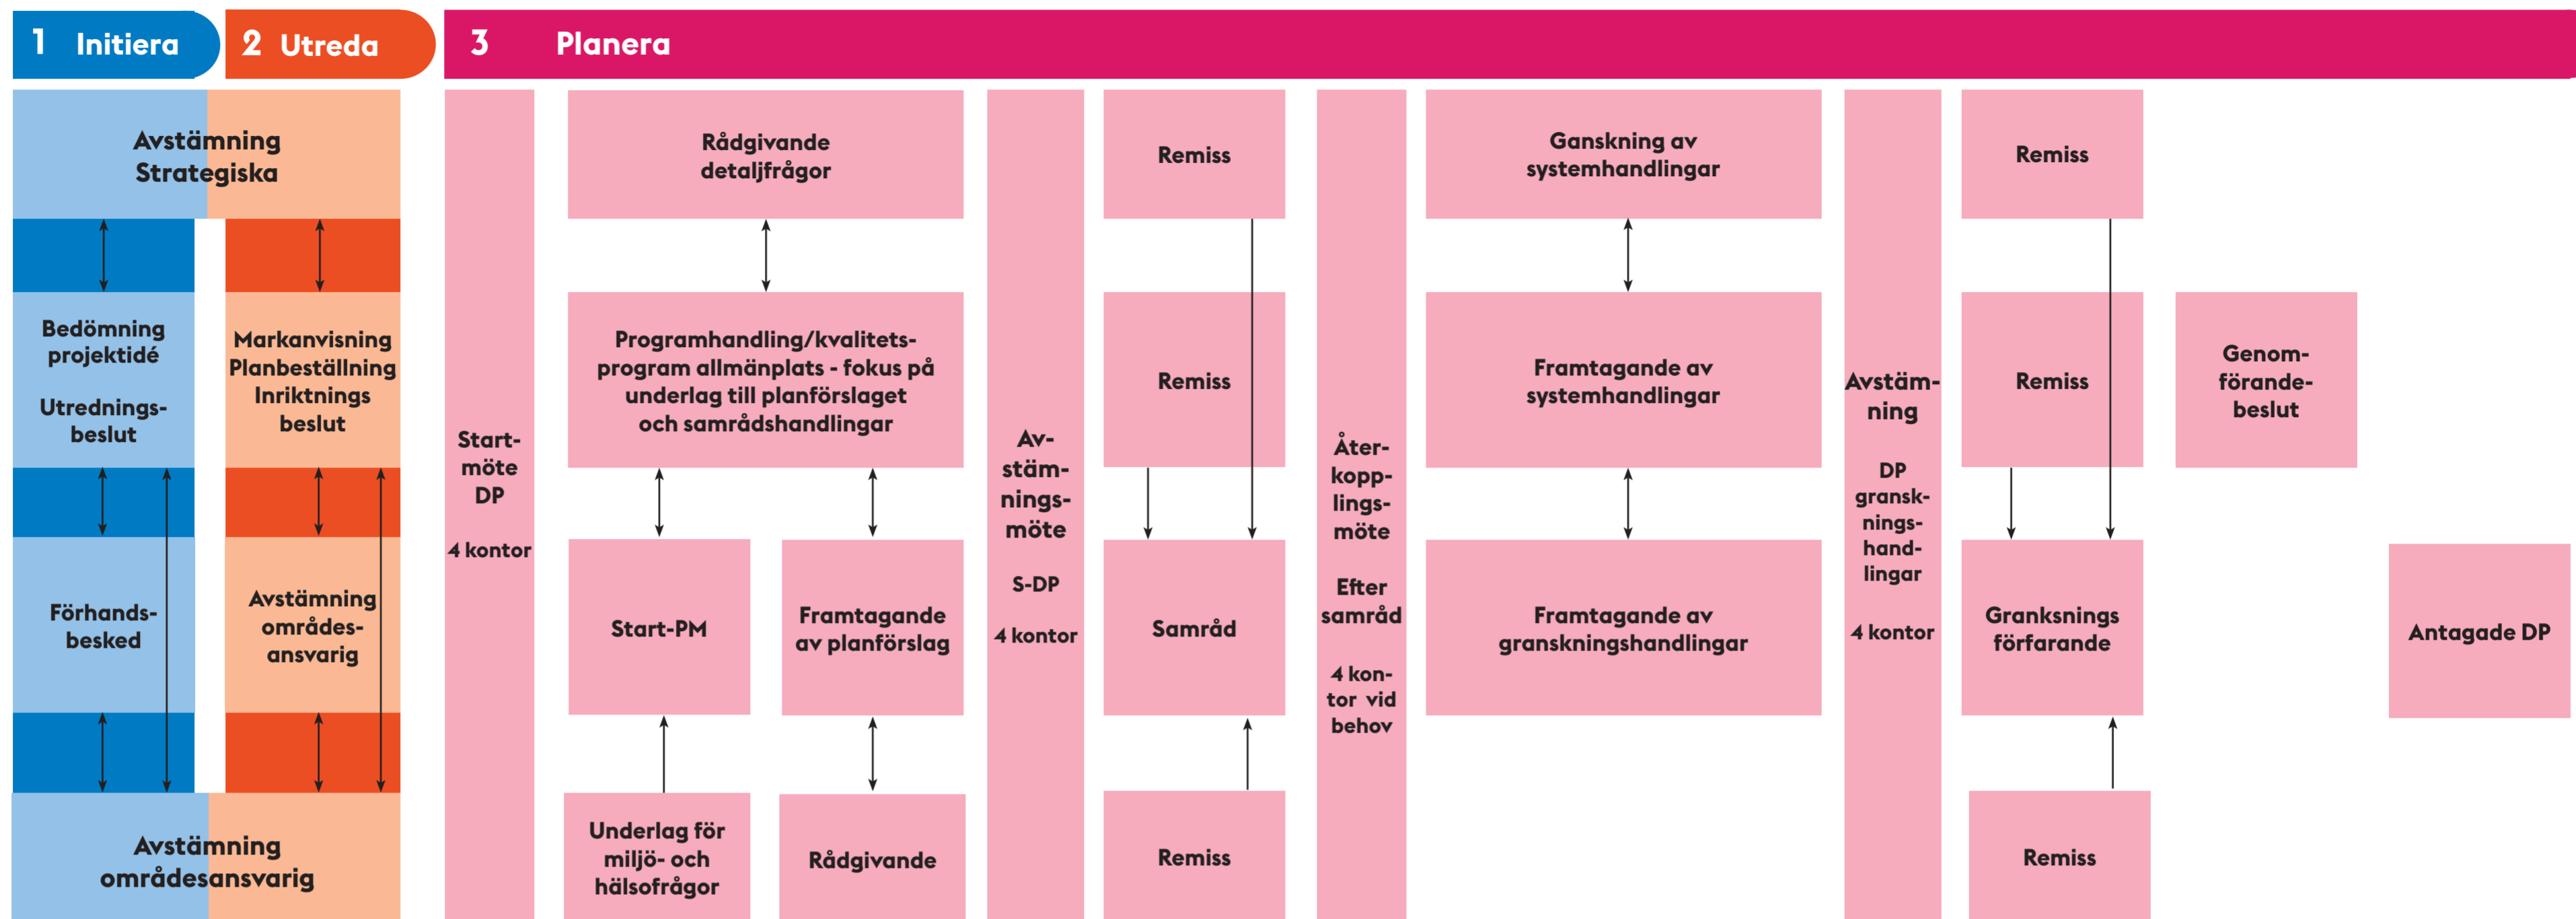 1 Initiera
2 Utreda
3 Planera
Avstämning
Strategiska
Bedömning
projektidé
Utrednings-
beslut
Förhands-
besked
Markanvisning
Planbeställning
Inriktnings
beslut
Avstämning
områdes-
ansvarig
Avstämning
områdesansvarig
Start-
möte
DP
4 kontor
Rådgivande
detaljfrågor
Programhandling/kvalitets-
program allmänplats - fokus på
underlag till planförslaget
och samrådshandlingar
Start-PM
Framtagande
av planförslag
Underlag för
miljö- och
hälsofrågor
Rådgivande
Av-
stäm-
nings-
möte
S-DP
4 kontor
Remiss
Remiss
Samråd
Remiss
Åter-
kopp-
lings-
möte
Efter
samråd
4 kon-
tor vid
behov
Ganskning av
systemhandlingar
Framtagande av
systemhandlingar
Framtagande av
granskningshandlingar
Avstäm-
ning
DP
gransk-
nings-
hand-
lingar
4 kontor
Remiss
Remiss
Granksnings
förfarande
Remiss
Genom-
förande-
beslut
Antagade DP